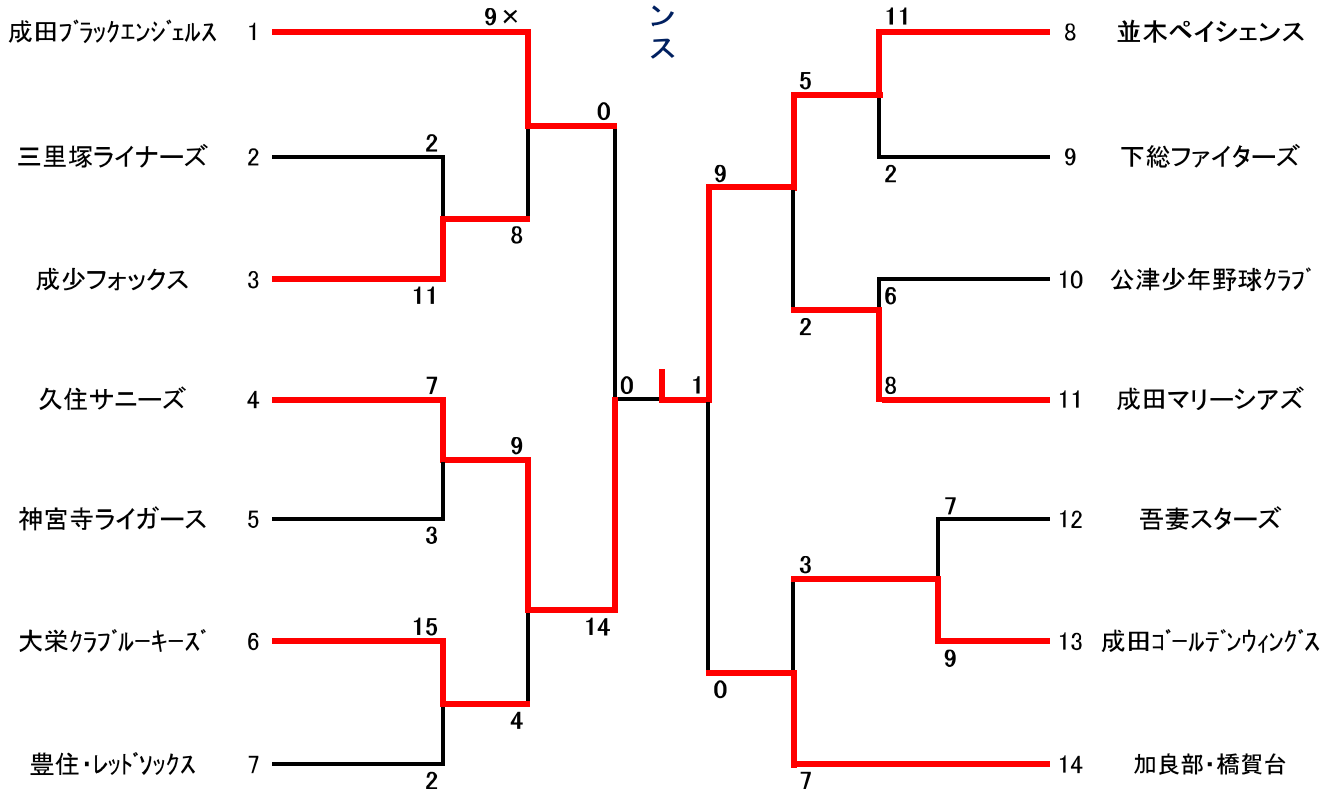 ンス
成田ブラックエンジェルス 1 9×
三里塚ライナーズ 2 2
成少フォックス 3 11
8
0
久住サニーズ 4 7
神宮寺ライガース 5 3
9
大栄クラブルーキーズ 6 15
豊住・レッドソックス 7 2
4
14
0
1
11 8 並木ペイシェンス
2 9 下総ファイターズ
5
6 10 公津少年野球クラブ
8 11 成田マリーシアズ
2
9
7 12 吾妻スターズ
9 13 成田ゴールデンウィングス
3
7 14 加良部・橋賀台
0